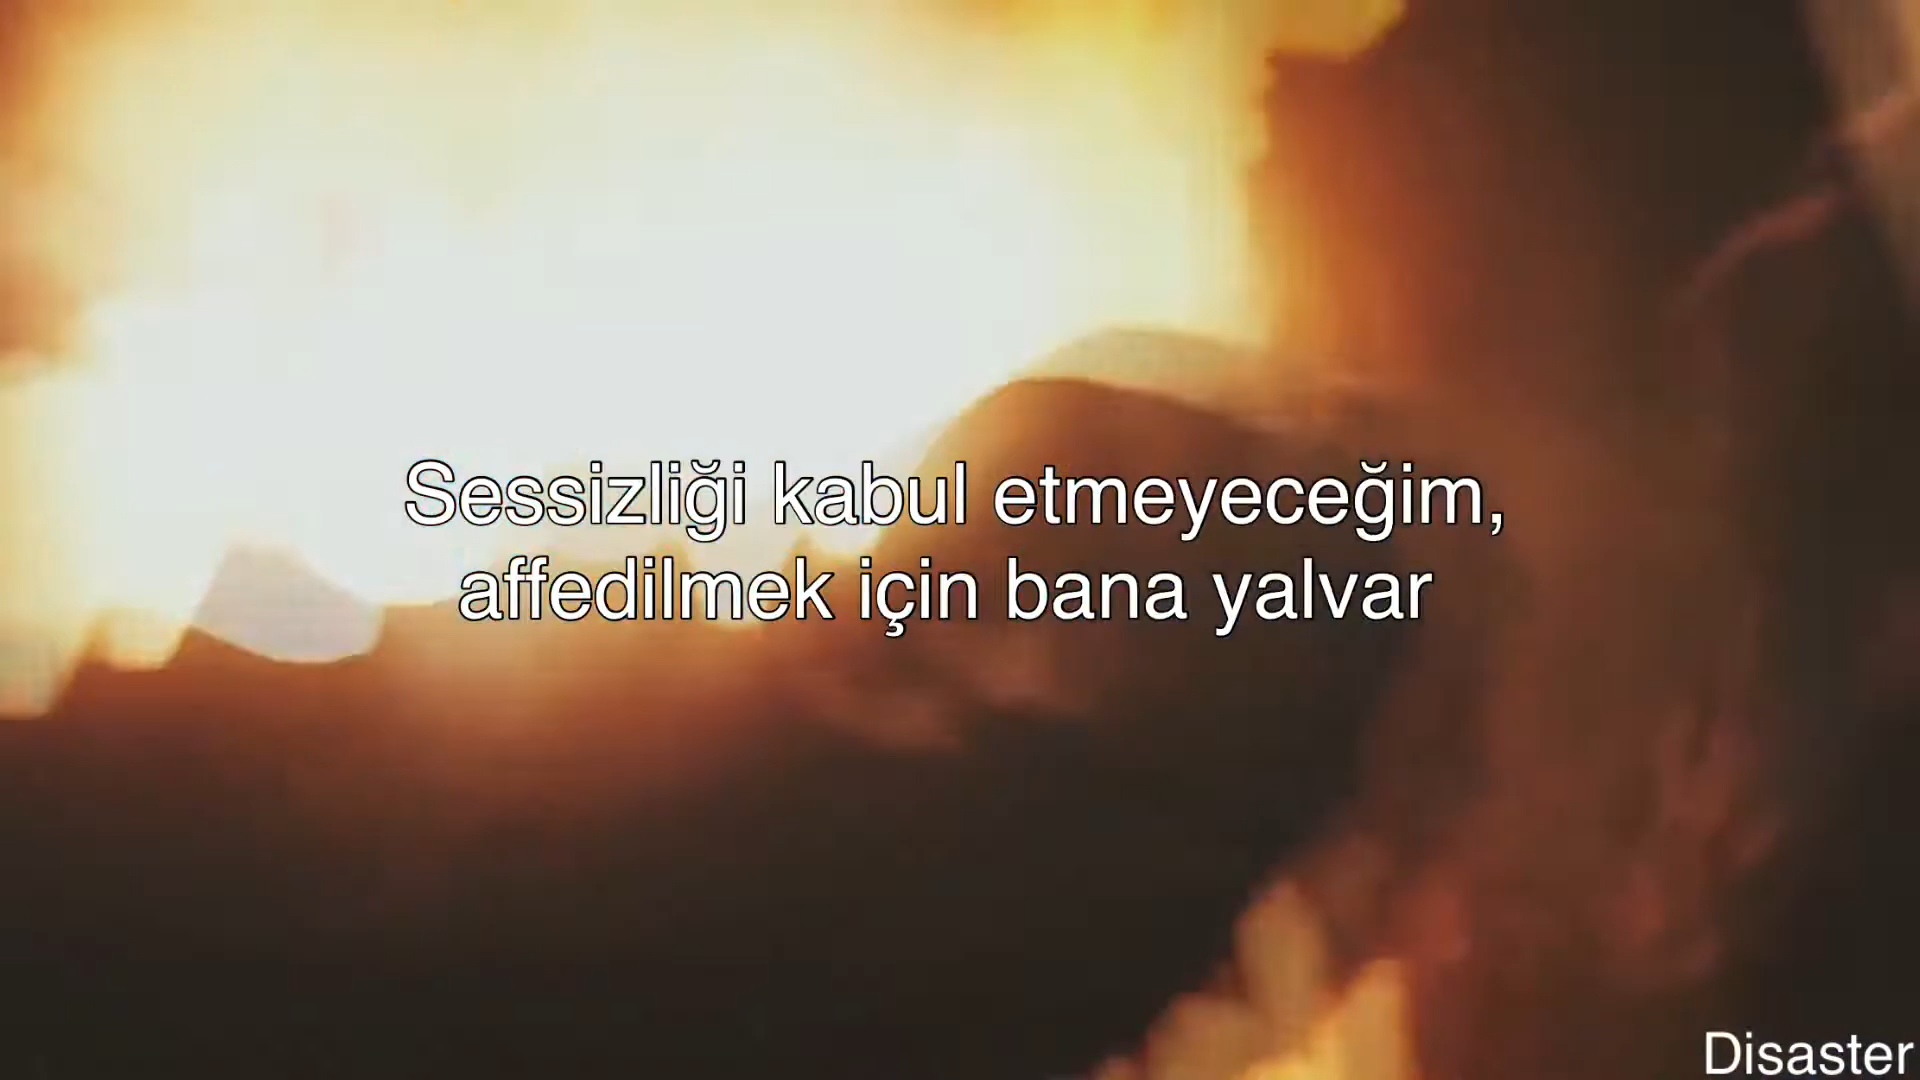 Sessizliği kabul etmeyeceğim,
affedilmek için bana yalvar
Disaster